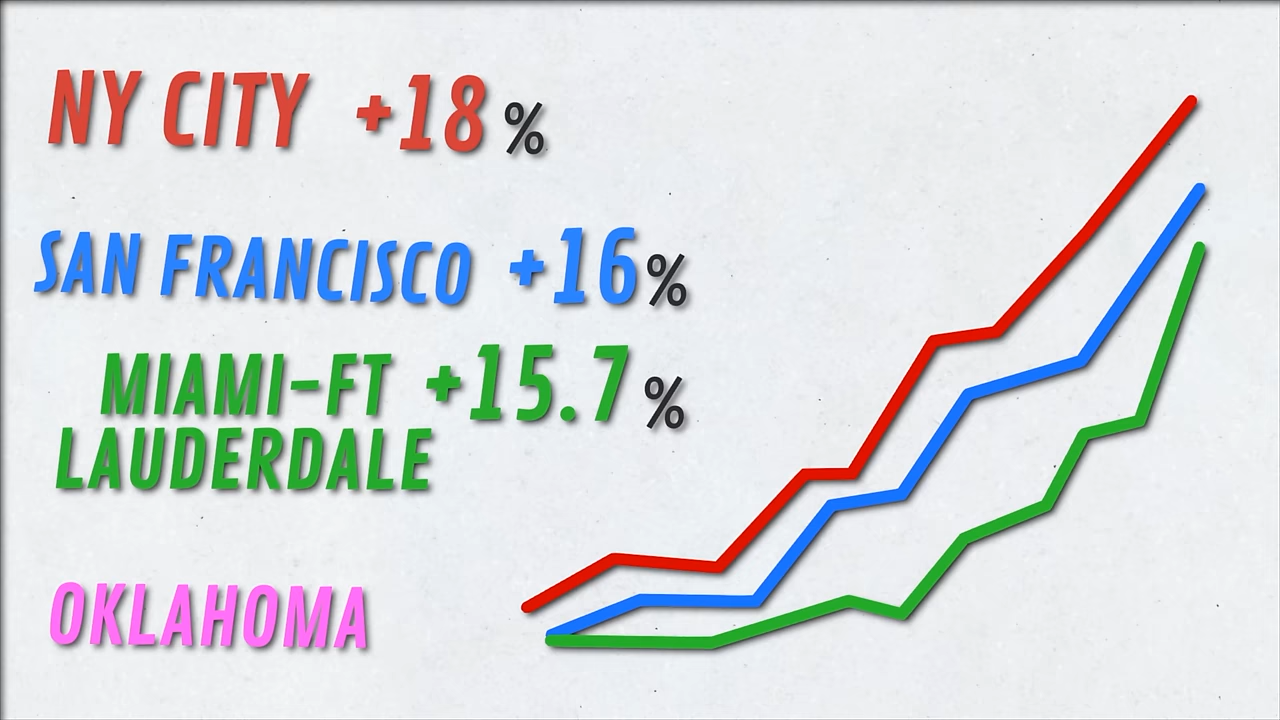 NY CITY +18 %
SAN FRANCISCO +16 %
MIAMI-FT +15.7 %
LAUDERDALE
OKLAHOMA